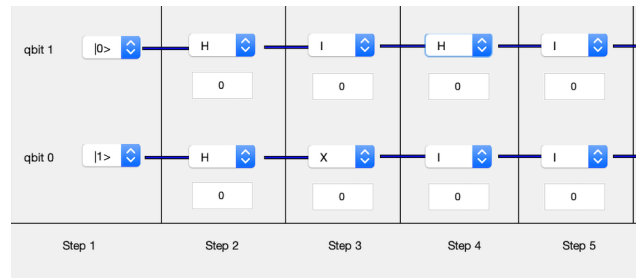 qbit 1 |0> H I H I
0 0 0 0
qbit 0 |1> H X I I
0 0 0 0
Step 1 Step 2 Step 3 Step 4 Step 5